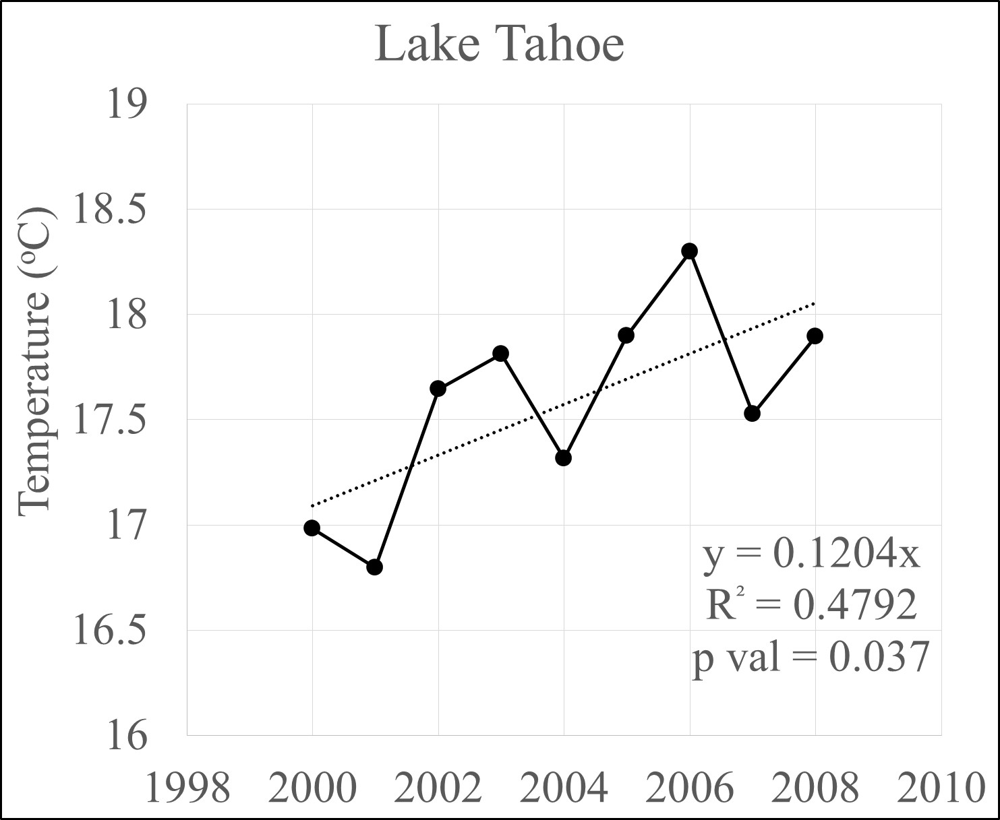 Lake Tahoe
19
18.5
18
17.5
17
16.5
16
Temperature (ºC)
y = 0.1204x
R² = 0.4792
p val = 0.037
1998 2000 2002 2004 2006 2008 2010